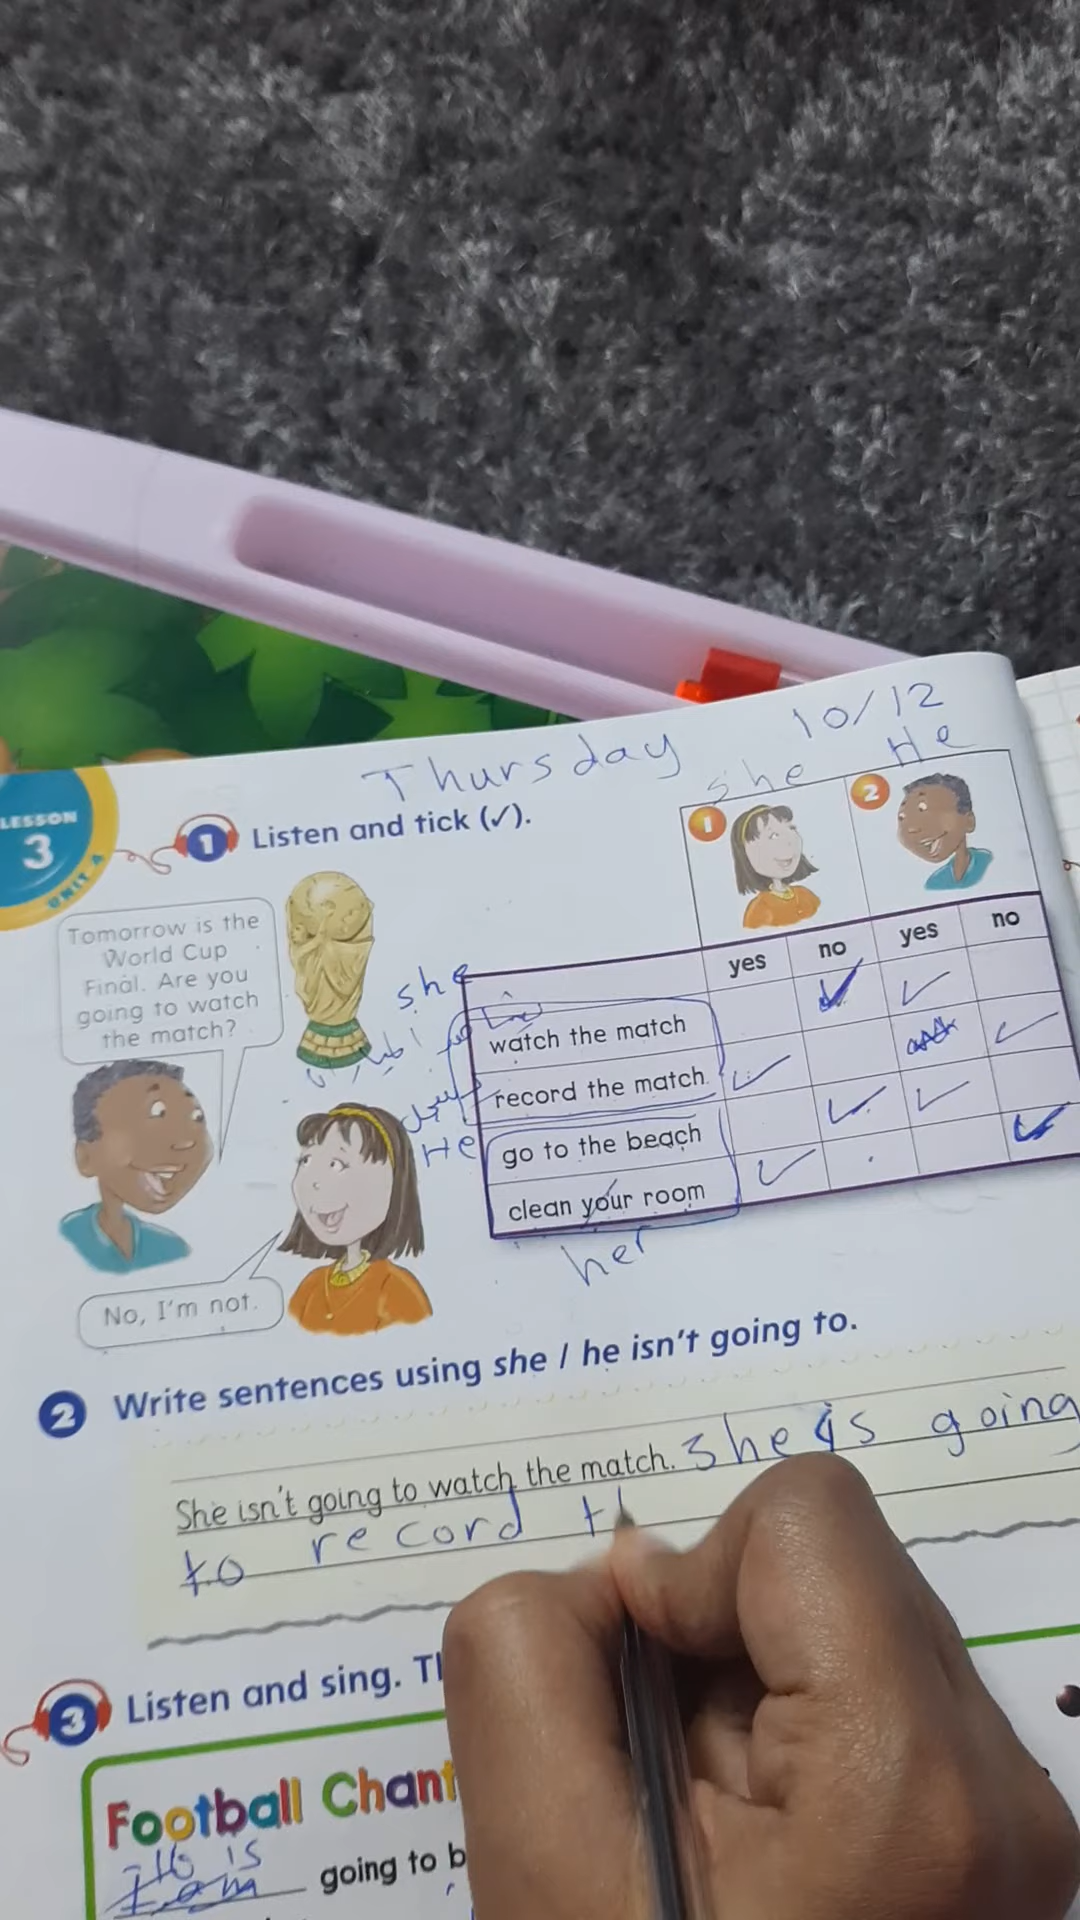 Thursday 10/12
she He
LESSON
3
UNIT 4
1 Listen and tick (✓).
1 2
Tomorrow is the
World Cup
Final. Are you
going to watch
the match?
yes no yes no
she
watch the match
record the match.
He
go to the beach
clean your room
her
No, I'm not.
2 Write sentences using she / he isn't going to.
She isn't going to watch the match. she is going
to record th
3 Listen and sing. Th
Football Chant
is
I am going to b